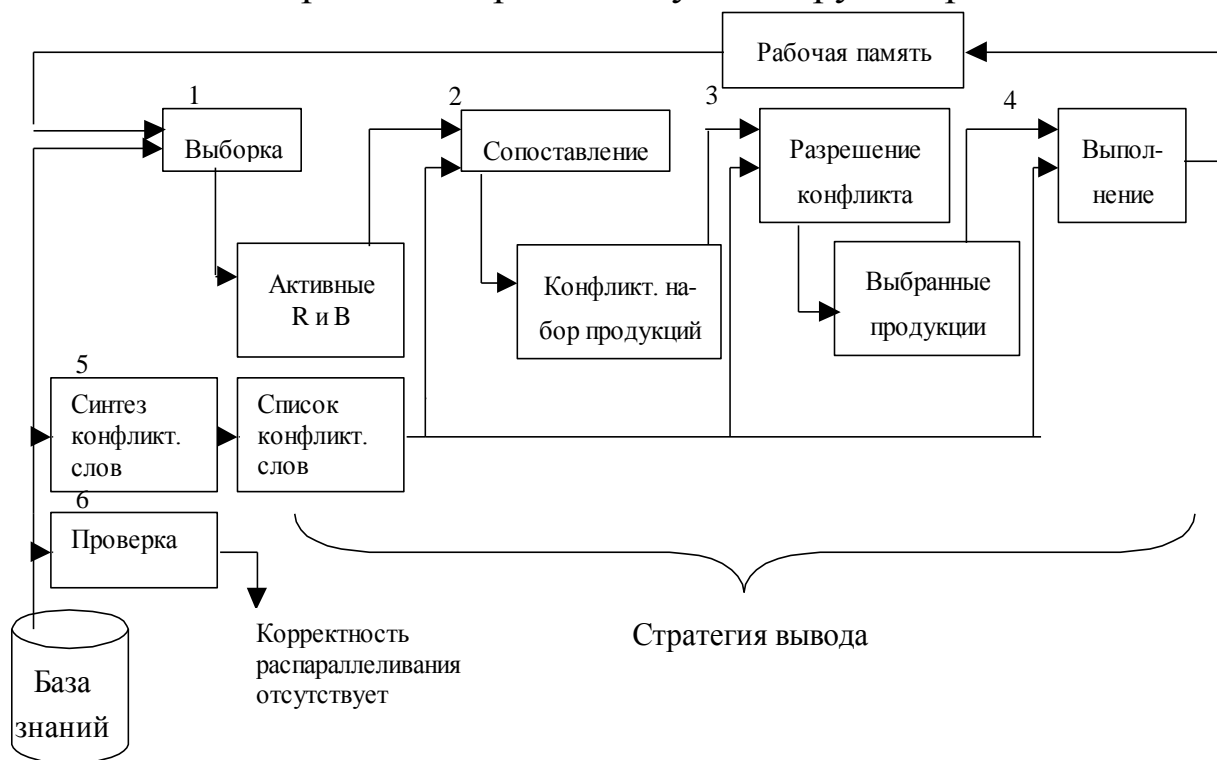 Рабочая память
1
2
3
4
Выборка
Сопоставление
Разрешение
конфликта
Выпол-
нение
Активные
R и B
Конфликт. на-
бор продукций
Выбранные
продукции
5
Синтез
конфликт.
слов
Список
конфликт.
слов
6
Проверка
Корректность
распараллеливания
отсутствует
Стратегия вывода
База
знаний